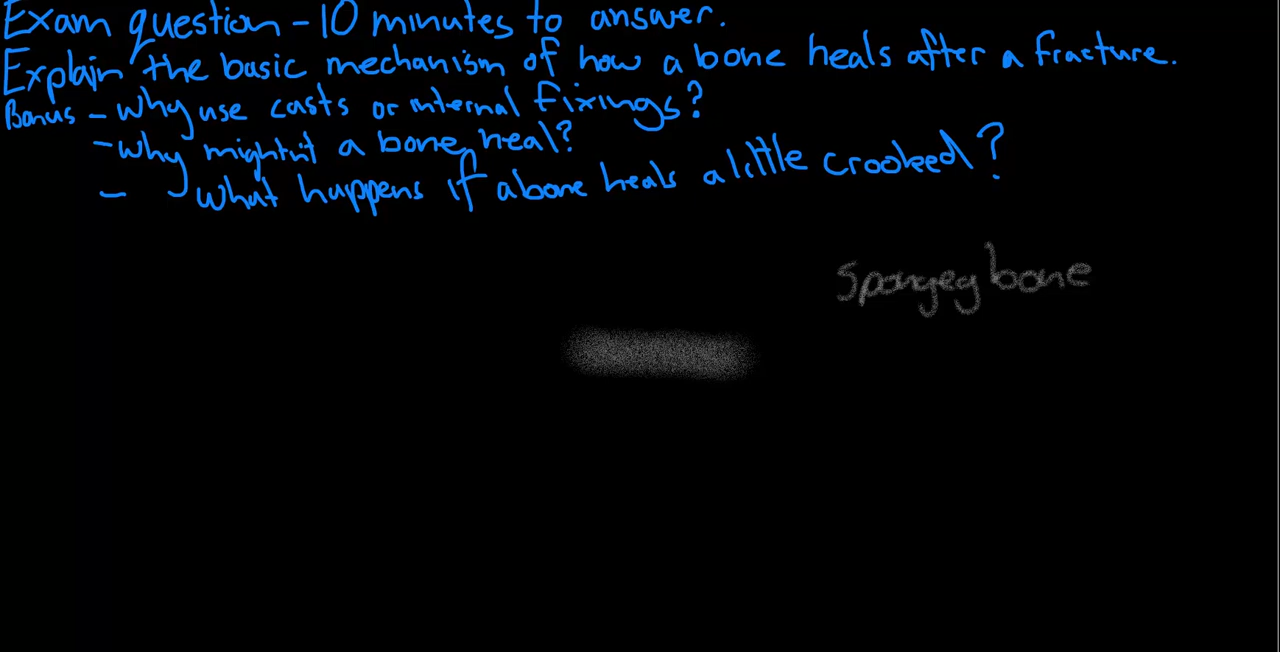 Exam question - 10 minutes to answer.
Explain the basic mechanism of how a bone heals after a fracture.
Bonus - why use casts or internal fixings?
- why mightn't a bone heal?
- what happens if a bone heals a little crooked?
Spongey bone